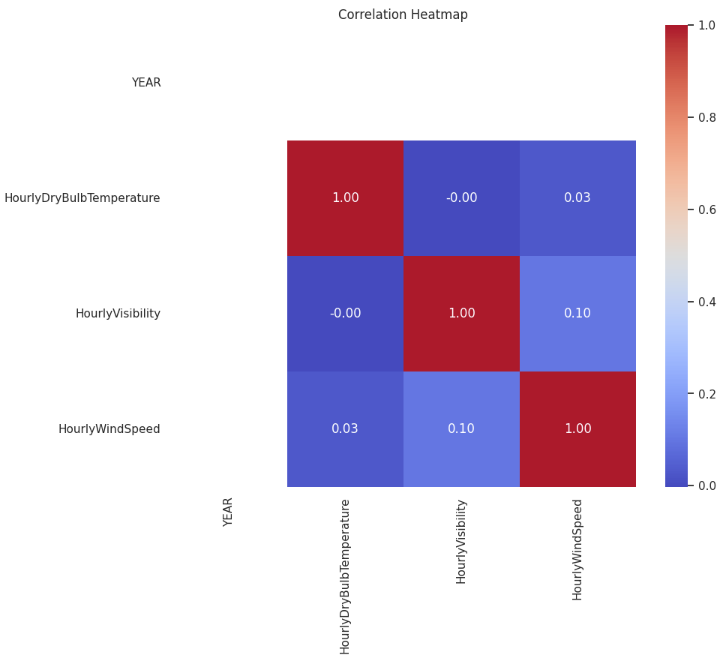 Correlation Heatmap
1.0
YEAR
0.8
HourlyDryBulbTemperature 1.00 -0.00 0.03
0.6
HourlyVisibility -0.00 1.00 0.10
0.4
0.2
HourlyWindSpeed 0.03 0.10 1.00
0.0
YEAR
HourlyDryBulbTemperature
HourlyVisibility
HourlyWindSpeed